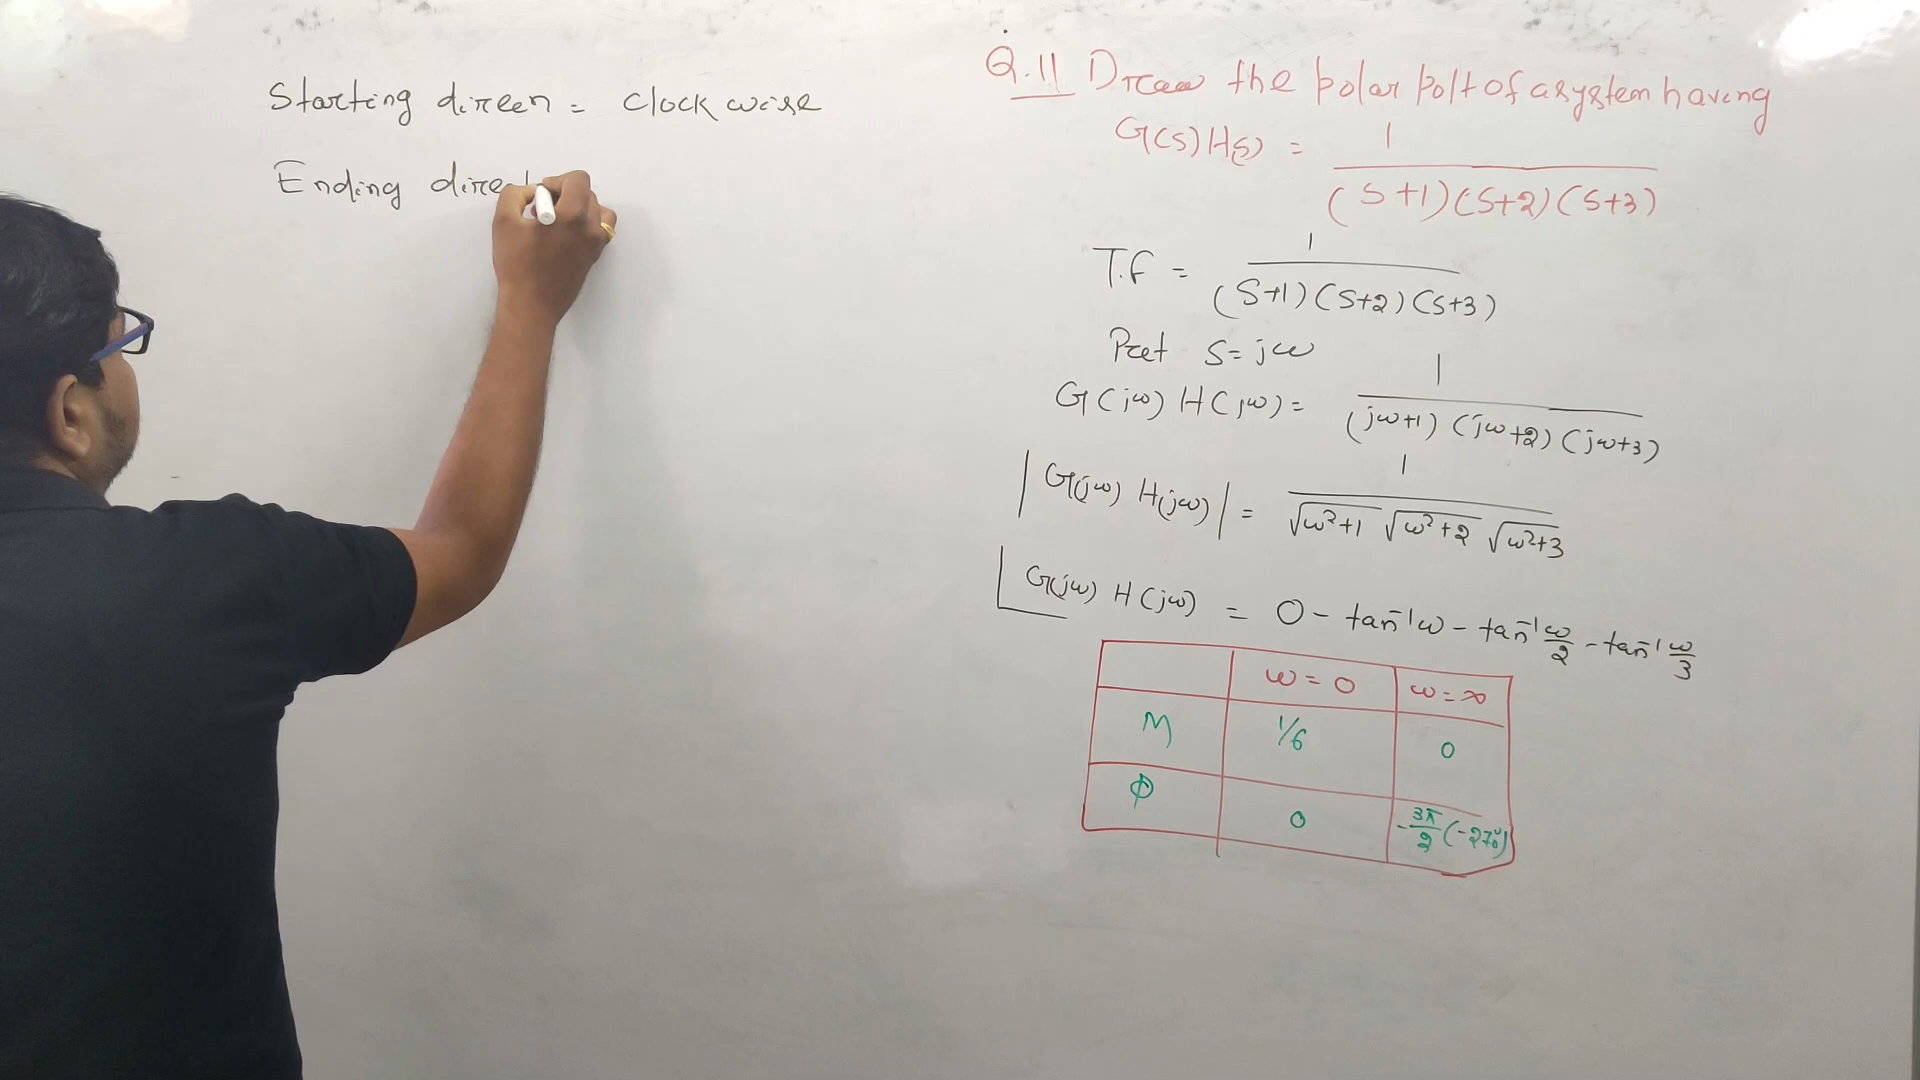 Starting direcn = clock wise
Ending direct
Q.11 Draw the polar polt of a system having
G(s)H(s) = 1 / (s+1)(s+2)(s+3)
T.F = 1 / (S+1)(S+2)(S+3)
Put S = jω
G(jω) H(jω) = 1 / (jω+1) (jω+2) (jω+3)
|G(jω) H(jω)| = 1 / √ω²+1 √ω²+2 √ω²+3
∠G(jω) H(jω) = 0 - tan⁻¹ω - tan⁻¹ω/2 - tan⁻¹ω/3
ω = 0 ω = ∞
M 1/6 0
ϕ 0 -3π/2 (-270°)